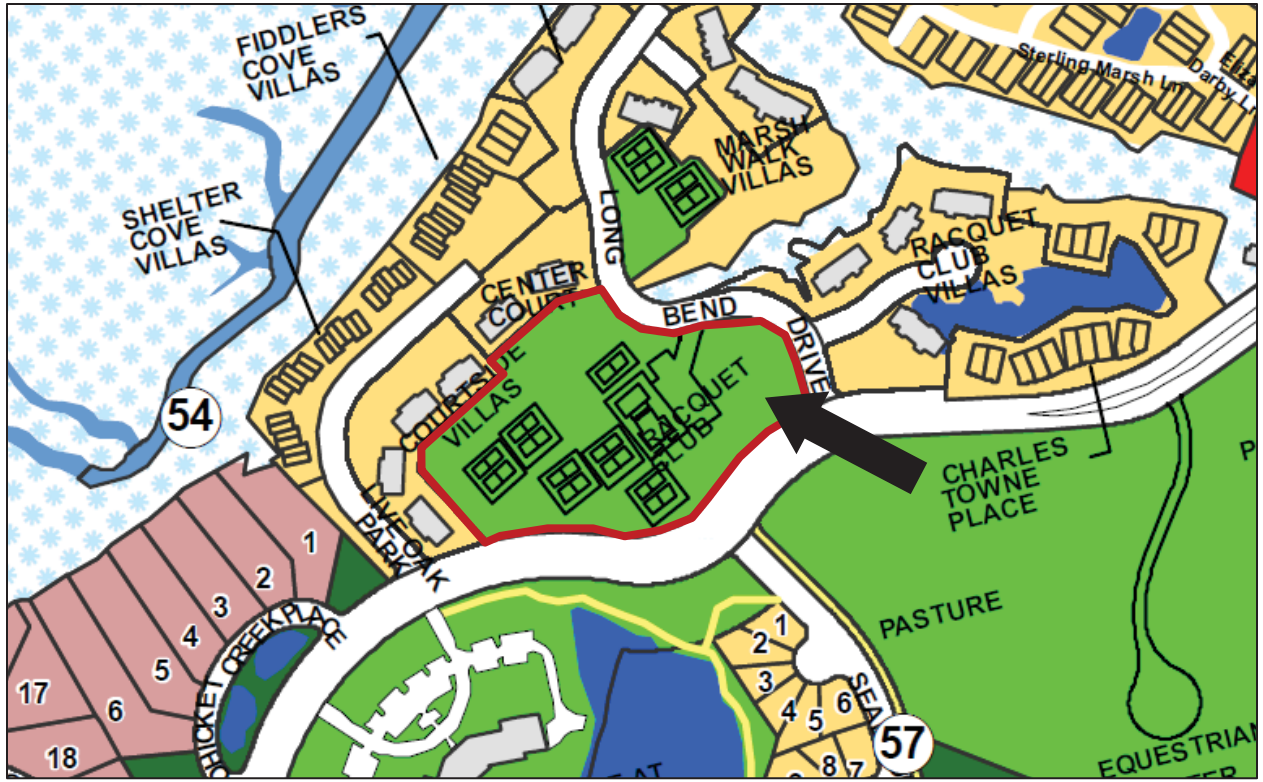 FIDDLERS
COVE
VILLAS
Sterling Marsh Ln
Darby Ln
MARSH
WALK
VILLAS
SHELTER
COVE
VILLAS
LONG
BEND
DRIVE
RACQUET
CLUB
VILLAS
CENTER
COURT
COURTSIDE
VILLAS
RACQUET
CLUB
54
CHARLES
TOWNE
PLACE
LIVE OAK
PARK
1
2
3
4
5
6
17
18
CREEK PLACE
PASTURE
1
2
3
4
5
6
7
8
57
EQUESTRIAN